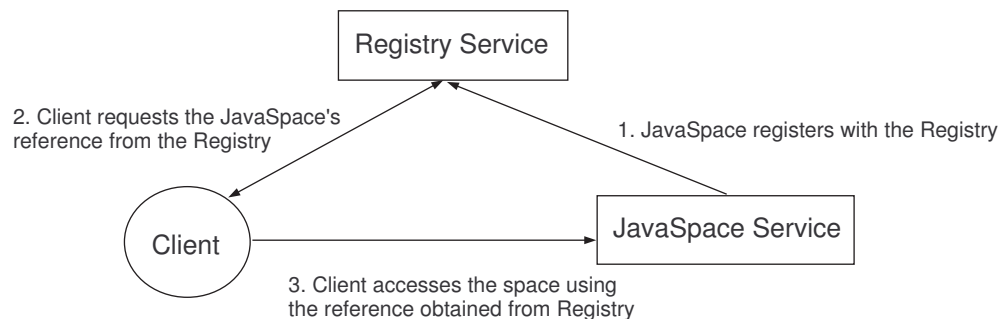 Registry Service
2. Client requests the JavaSpace's
reference from the Registry
1. JavaSpace registers with the Registry
Client
JavaSpace Service
3. Client accesses the space using
the reference obtained from Registry